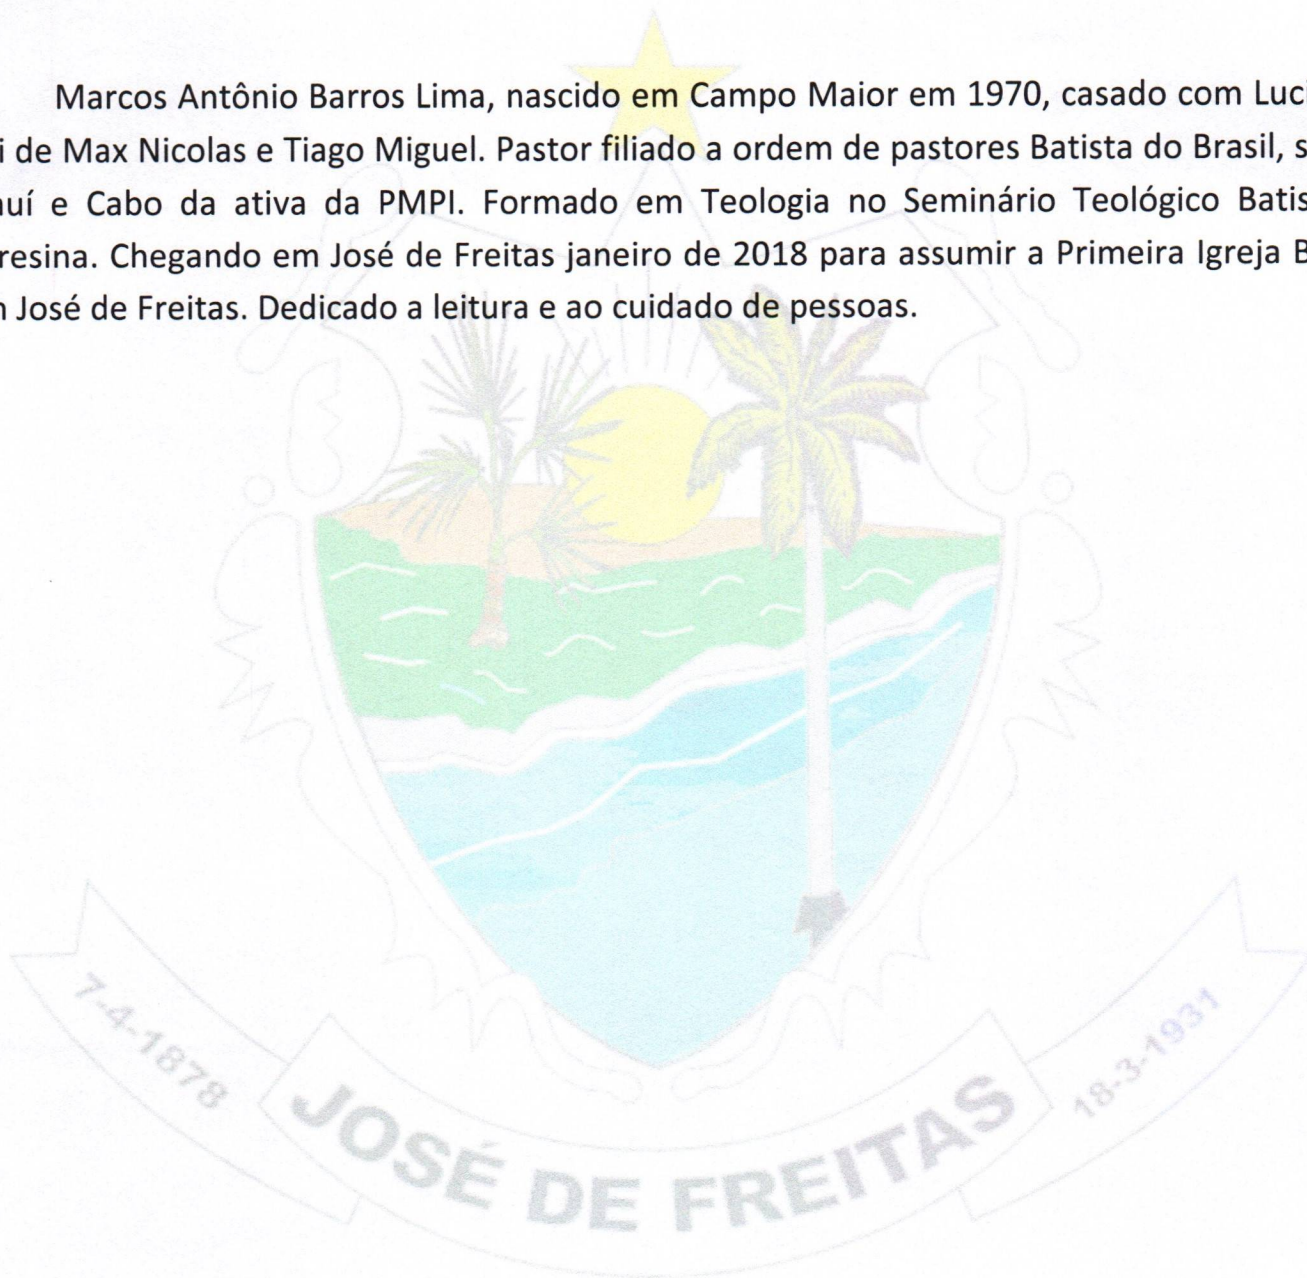 Marcos Antônio Barros Lima, nascido em Campo Maior em 1970, casado com Luc
i de Max Nicolas e Tiago Miguel. Pastor filiado a ordem de pastores Batista do Brasil, s
uí e Cabo da ativa da PMPI. Formado em Teologia no Seminário Teológico Batis
resina. Chegando em José de Freitas janeiro de 2018 para assumir a Primeira Igreja B
José de Freitas. Dedicado a leitura e ao cuidado de pessoas.
7-4-1878
JOSÉ DE FREITAS
18-3-1931